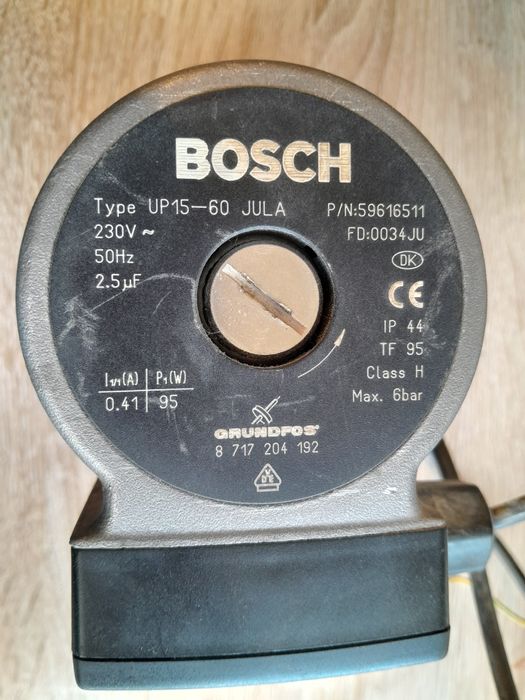 BOSCH
Type UP15-60 JULA P/N:59616511
230V ~ FD:0034JU
50Hz DK
2.5µF CE
IP 44
TF 95
I1/1(A) P1(W) Class H
0.41 95 Max. 6bar
GRUNDFOS
8 717 204 192
VDE